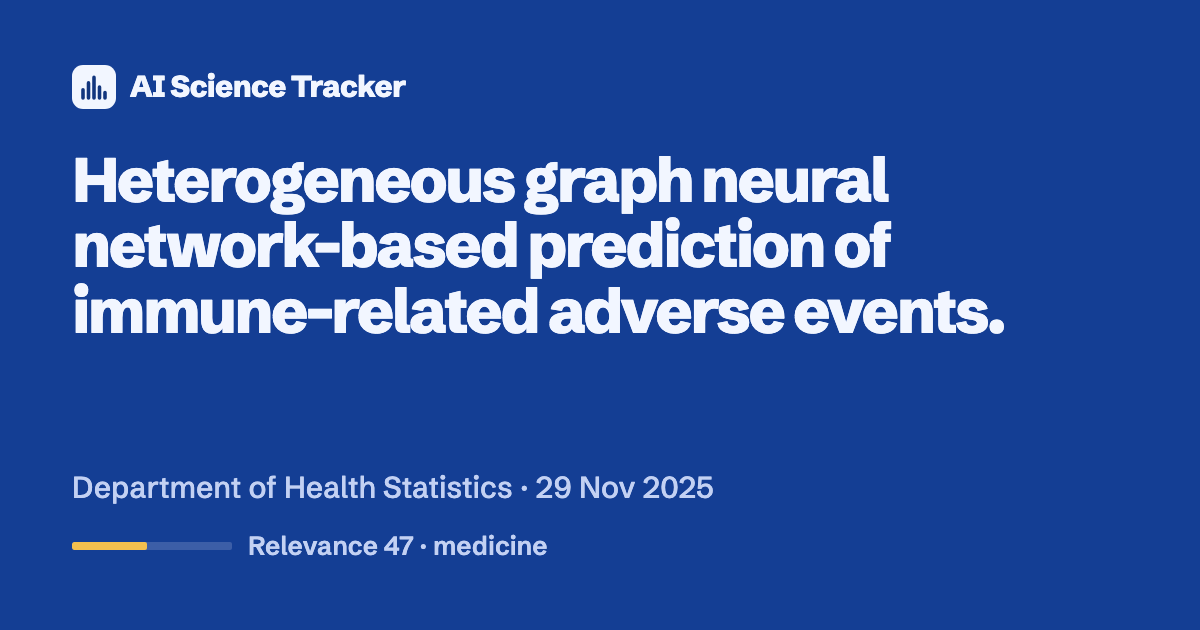 AI Science Tracker
Heterogeneous graph neural
network-based prediction of
immune-related adverse events.
Department of Health Statistics · 29 Nov 2025
Relevance 47 · medicine